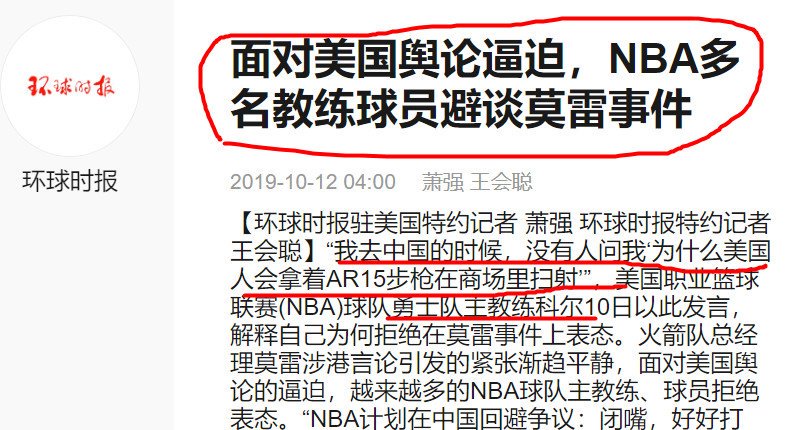 环球时报
环球时报
面对美国舆论逼迫，NBA多
名教练球员避谈莫雷事件
2019-10-12 04:00 萧强 王会聪
【环球时报驻美国特约记者 萧强 环球时报特约记者
王会聪】“我去中国的时候，没有人问我‘为什么美国
人会拿着AR15步枪在商场里扫射’”，美国职业篮球
联赛(NBA)球队勇士队主教练科尔10日以此发言，
解释自己为何拒绝在莫雷事件上表态。火箭队总经
理莫雷涉港言论引发的紧张渐趋平静，面对美国舆
论的逼迫，越来越多的NBA球队主教练、球员拒绝
表态。“NBA计划在中国回避争议：闭嘴，好好打